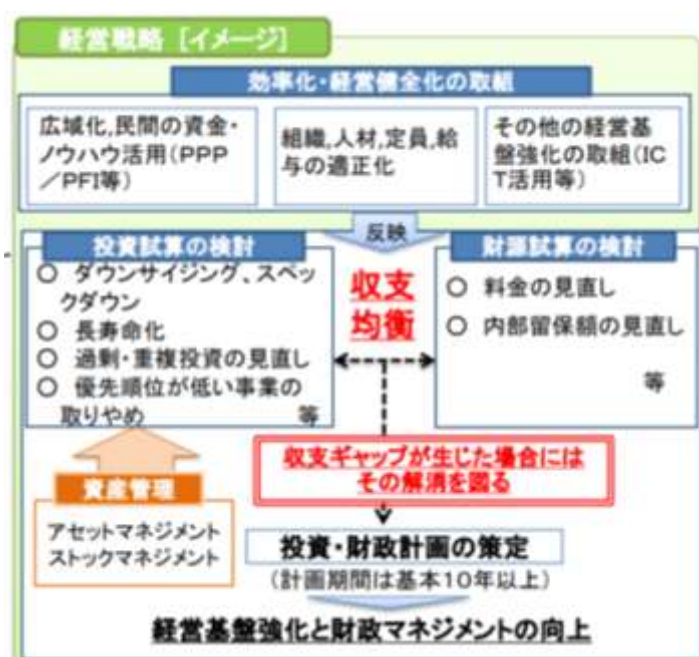 経営戦略 [イメージ]
効率化・経営健全化の取組
広域化,民間の資金・
ノウハウ活用(PPP
／PFI等)
組織,人材,定員,給
与の適正化
その他の経営基
盤強化の取組(IC
T活用等)
反映
投資試算の検討
○ ダウンサイジング、スペッ
クダウン
○ 長寿命化
○ 過剰・重複投資の見直し
○ 優先順位が低い事業の
取りやめ 等
収支
均衡
財源試算の検討
○ 料金の見直し
○ 内部留保額の見直し
等
資産管理
アセットマネジメント
ストックマネジメント
収支ギャップが生じた場合には
その解消を図る
投資・財政計画の策定
(計画期間は基本10年以上)
経営基盤強化と財政マネジメントの向上